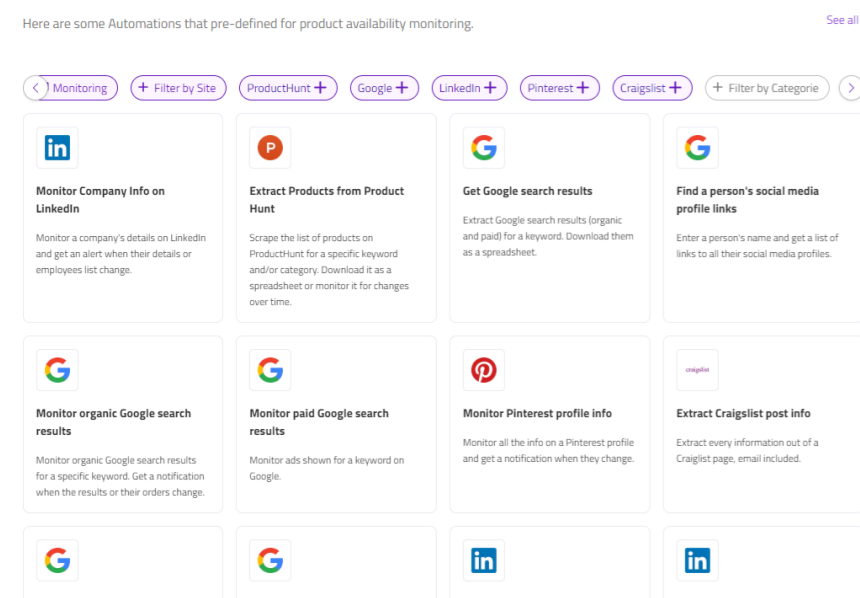 Here are some Automations that pre-defined for product availability monitoring.
See all
Monitoring
+ Filter by Site
ProductHunt +
Google +
LinkedIn +
Pinterest +
Craigslist +
+ Filter by Categorie
in
P
G
G
Monitor Company Info on
LinkedIn
Monitor a company's details on LinkedIn
and get an alert when their details or
employees list change.
Extract Products from Product
Hunt
Scrape the list of products on
ProductHunt for a specific keyword
and/or category. Download it as a
spreadsheet or monitor it for changes
over time.
Get Google search results
Extract Google search results (organic
and paid) for a keyword. Download them
as a spreadsheet.
Find a person's social media
profile links
Enter a person's name and get a list of
links to all their social media profiles.
G
G
craigslist
Monitor organic Google search
results
Monitor organic Google search results
for a specific keyword. Get a notification
when the results or their orders change.
Monitor paid Google search
results
Monitor ads shown for a keyword on
Google.
Monitor Pinterest profile info
Monitor all the info on a Pinterest profile
and get a notification when they change.
Extract Craigslist post info
Extract every information out of a
Craiglist page, email included.
G
G
in
in